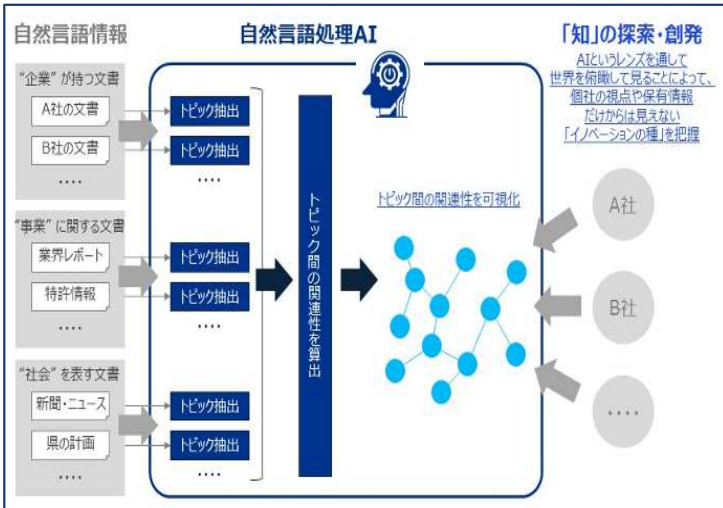 自然言語情報
自然言語処理AI
「知」の探索・創発
AIというレンズを通して
世界を俯瞰して見ることによって、
個社の視点や保有情報
だけからは見えない
「イノベーションの種」を把握
“企業” が持つ文書
A社の文書
B社の文書
‥‥
トピック抽出
トピック抽出
‥‥
“事業” に関する文書
業界レポート
特許情報
‥‥
トピック抽出
トピック抽出
‥‥
“社会” を表す文書
新聞・ニュース
県の計画
‥‥
トピック抽出
トピック抽出
‥‥
トピック間の関連性を算出
トピック間の関連性を可視化
A社
B社
‥‥